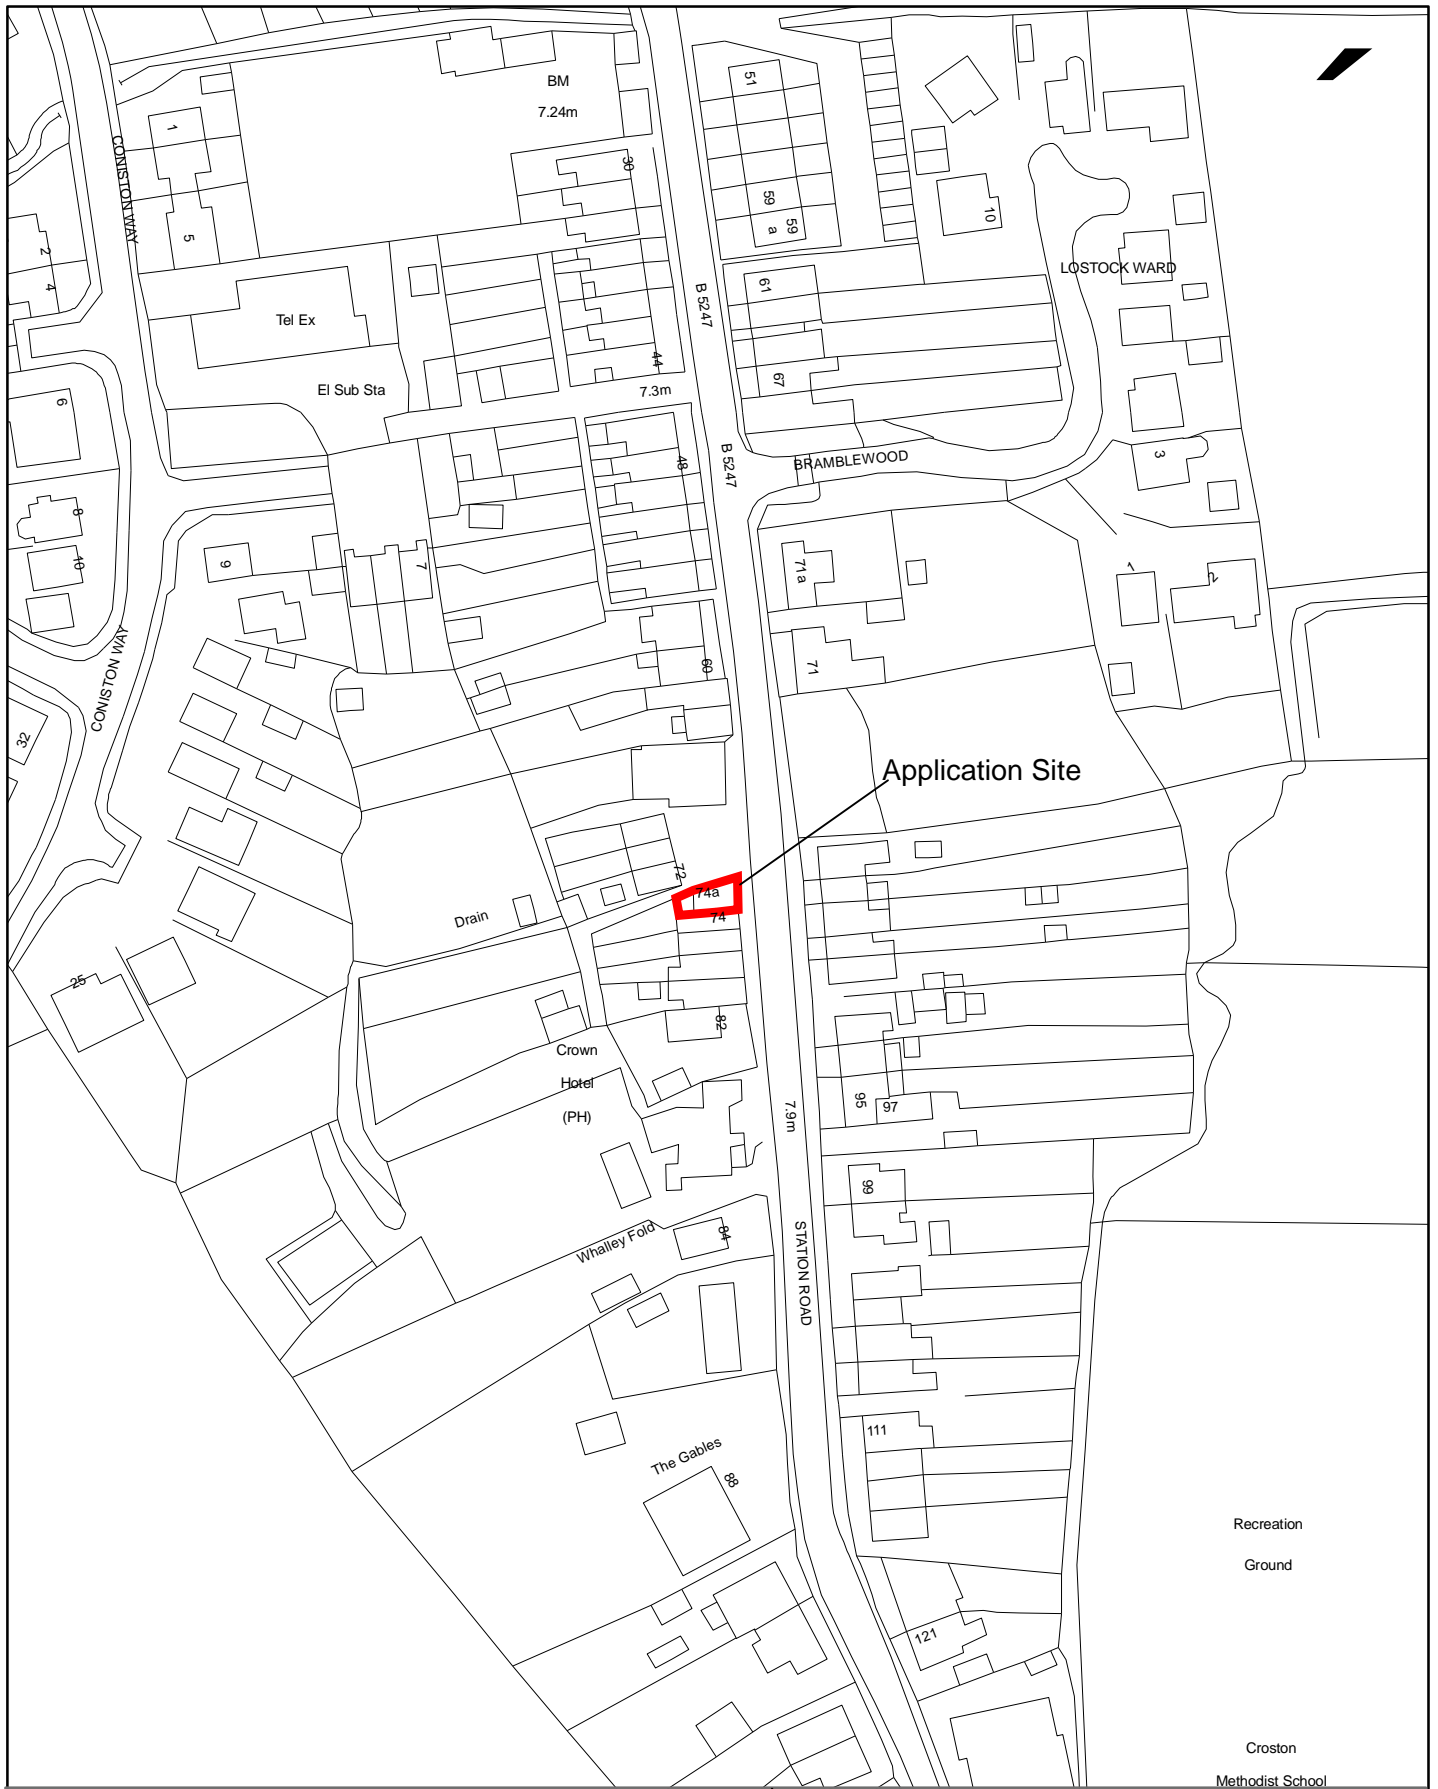 BM
7.24m
51
1
CONISTON WAY
30
59
a
59
10
5
2
4
LOSTOCK WARD
61
B 5247
Tel Ex
44
El Sub Sta
7.3m
67
6
48
B 5247
BRAMBLEWOOD
3
8
10
9
7
71a
1
2
60
71
CONISTON WAY
32
Application Site
72
74a
74
Drain
25
82
Crown
Hotel
(PH)
7.9m
95
97
99
Whalley Fold
84
STATION ROAD
111
The Gables
88
Recreation
Ground
121
Croston
Methodist School